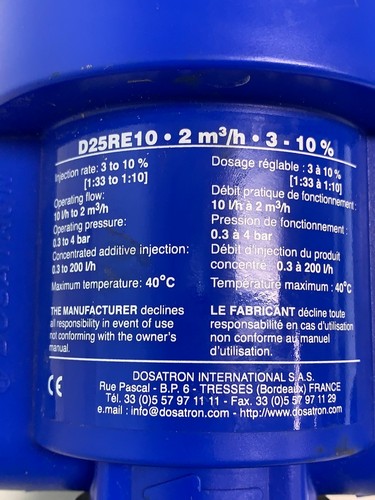 D25RE10 • 2 m³/h • 3 - 10 %
Injection rate: 3 to 10 %
[1:33 to 1:10]
Operating flow:
10 l/h to 2 m³/h
Operating pressure:
0.3 to 4 bar
Concentrated additive injection:
0.3 to 200 l/h
Maximum temperature: 40°C
THE MANUFACTURER declines
all responsibility in event of use
not conforming with the owner's
manual.
Dosage réglable : 3 à 10 %
[1:33 à 1:10]
Débit pratique de fonctionnement :
10 l/h à 2 m³/h
Pression de fonctionnement :
0.3 à 4 bar
Débit d'injection du produit
concentré : 0.3 à 200 l/h
Température maximum : 40°C
LE FABRICANT décline toute
responsabilité en cas d'utilisation
non conforme au manuel
d'utilisation.
CE
DOSATRON INTERNATIONAL S.A.S.
Rue Pascal - B.P. 6 - TRESSES (Bordeaux) FRANCE
Tél. 33 (0)5 57 97 11 11 - Fax. 33 (0)5 57 97 11 29
e.mail : info@dosatron.com - http://www.dosatron.com